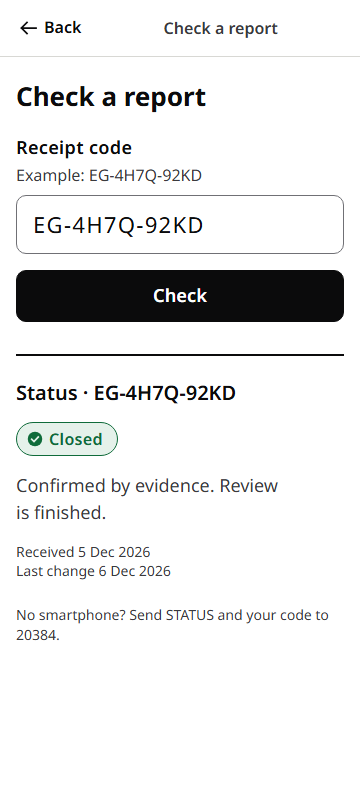 Back
Check a report
Check a report
Receipt code
Example: EG-4H7Q-92KD
EG-4H7Q-92KD
Check
Status · EG-4H7Q-92KD
Closed
Confirmed by evidence. Review
is finished.
Received 5 Dec 2026
Last change 6 Dec 2026
No smartphone? Send STATUS and your code to
20384.